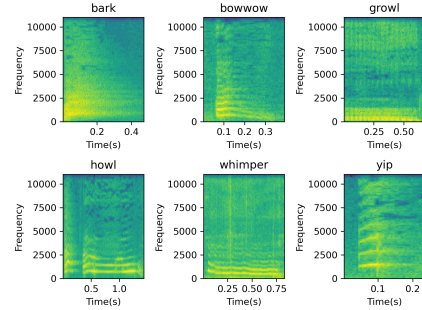 bark
bowwow
growl
10000
7500
5000
2500
0
Frequency
0.2
0.4
Time(s)
10000
7500
5000
2500
0
Frequency
0.1
0.2
0.3
Time(s)
10000
7500
5000
2500
0
Frequency
0.25
0.50
Time(s)
howl
whimper
yip
10000
7500
5000
2500
0
Frequency
0.5
1.0
Time(s)
10000
7500
5000
2500
0
Frequency
0.25
0.50
0.75
Time(s)
10000
7500
5000
2500
0
Frequency
0.1
0.2
Time(s)